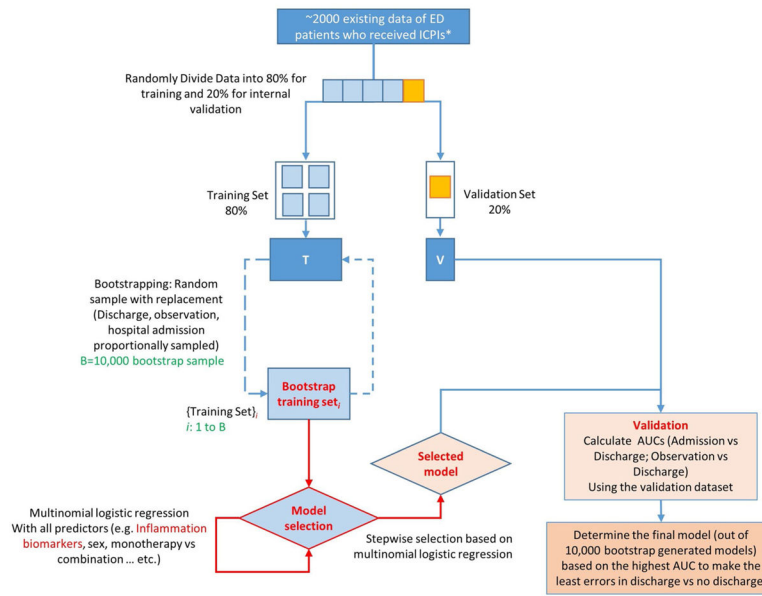 ~2000 existing data of ED
patients who received ICPIs*
Randomly Divide Data into 80% for
training and 20% for internal
validation
Training Set
80%
Validation Set
20%
T
V
Bootstrapping: Random
sample with replacement
(Discharge, observation,
hospital admission
proportionally sampled)
B=10,000 bootstrap sample
Bootstrap
training setᵢ
{Training Set}ᵢ
i: 1 to B
Selected
model
Validation
Calculate AUCs (Admission vs
Discharge; Observation vs
Discharge)
Using the validation dataset
Multinomial logistic regression
With all predictors (e.g. Inflammation
biomarkers, sex, monotherapy vs
combination … etc.)
Model
selection
Stepwise selection based on
multinomial logistic regression
Determine the final model (out of
10,000 bootstrap generated models)
based on the highest AUC to make the
least errors in discharge vs no discharge